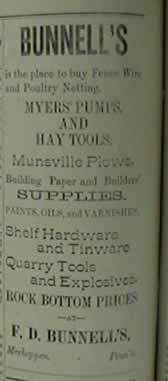 BUNNELL'S
is the place to buy Fence Wire
and Poultry Netting.
MYERS' PUMPS,
AND
HAY TOOLS,
Munsville Plows,
Building Paper and Builders'
SUPPLIES.
PAINTS, OILS, and VARNISHES.
Shelf Hardware
and Tinware
Quarry Tools
and Explosives.
ROCK BOTTOM PRICES
—AT—
F. D. BUNNELL'S,
Meshoppen, Penn'a.